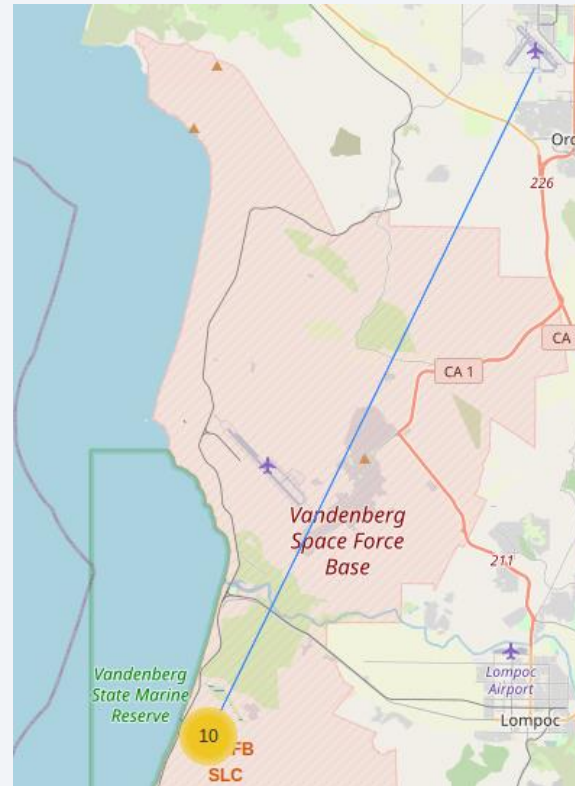 Orc
226
CA
CA 1
Vandenberg
Space Force
Base
211
Vandenberg
State Marine
Reserve
Lompoc
Airport
Lompoc
10
FB
SLC